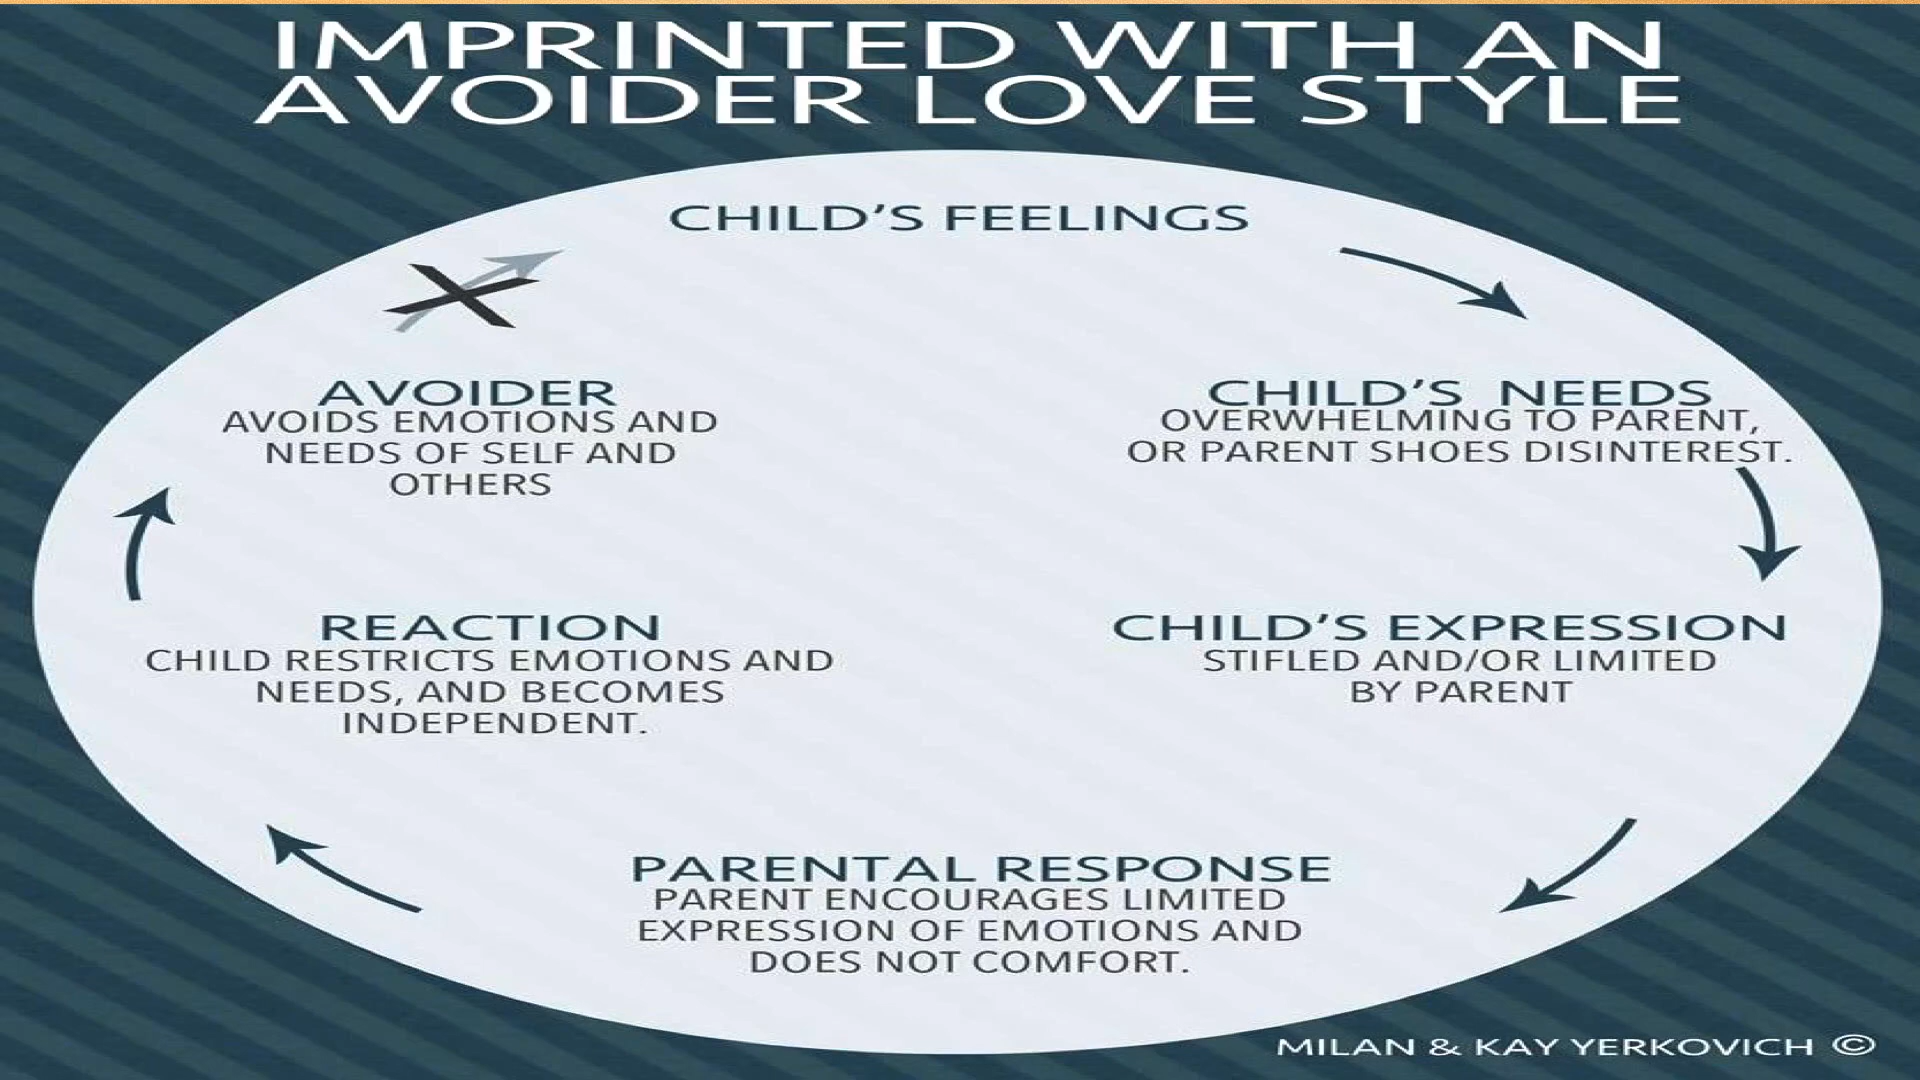 IMPRINTED WITH AN
AVOIDER LOVE STYLE
CHILD'S FEELINGS
CHILD'S NEEDS
OVERWHELMING TO PARENT,
OR PARENT SHOES DISINTEREST.
CHILD'S EXPRESSION
STIFLED AND/OR LIMITED
BY PARENT
PARENTAL RESPONSE
PARENT ENCOURAGES LIMITED
EXPRESSION OF EMOTIONS AND
DOES NOT COMFORT.
REACTION
CHILD RESTRICTS EMOTIONS AND
NEEDS, AND BECOMES
INDEPENDENT.
AVOIDER
AVOIDS EMOTIONS AND
NEEDS OF SELF AND
OTHERS
MILAN & KAY YERKOVICH ©